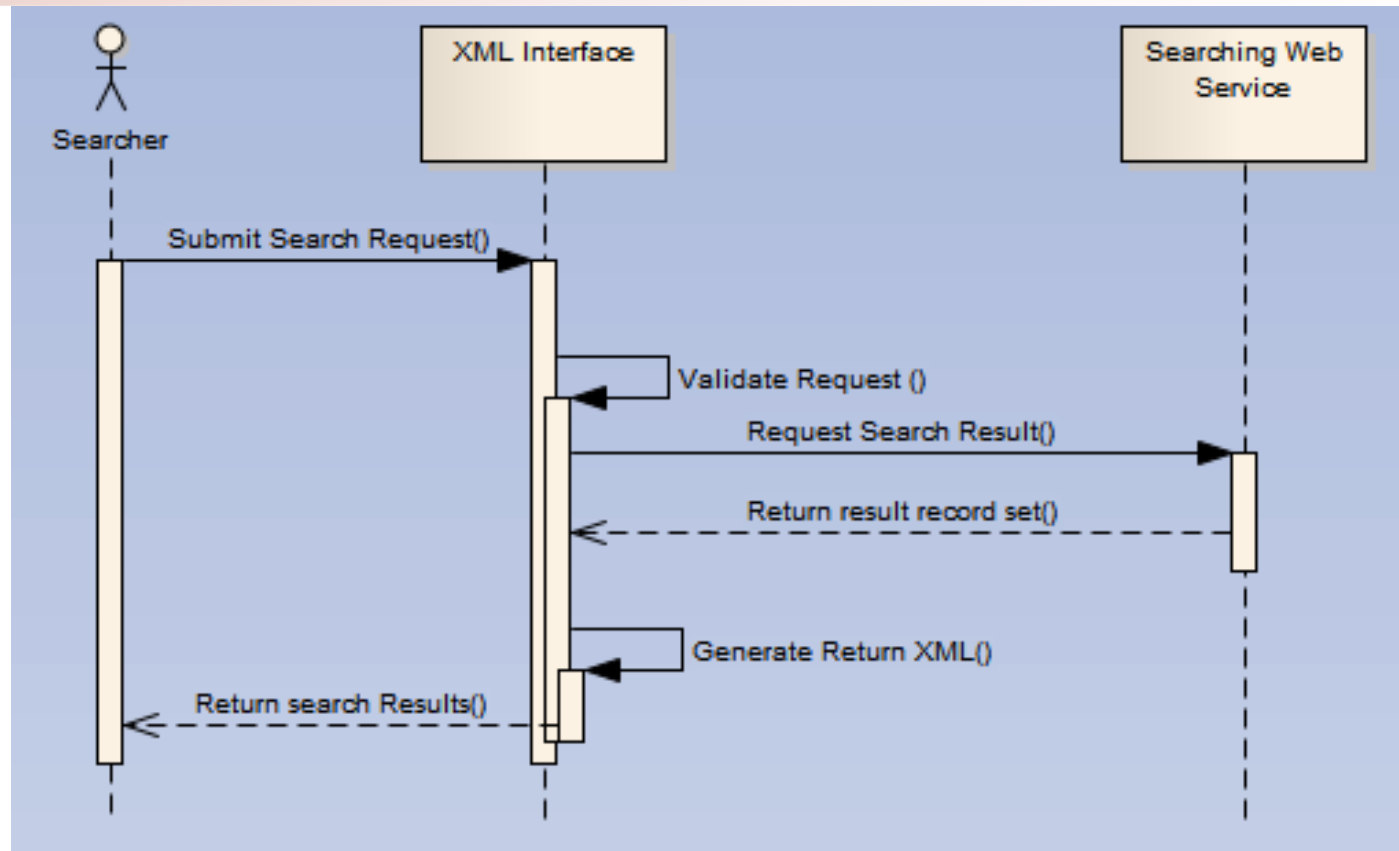 Searcher
XML Interface
Searching Web
Service
Submit Search Request()
Validate Request ()
Request Search Result()
Return result record set()
Generate Return XML()
Return search Results()